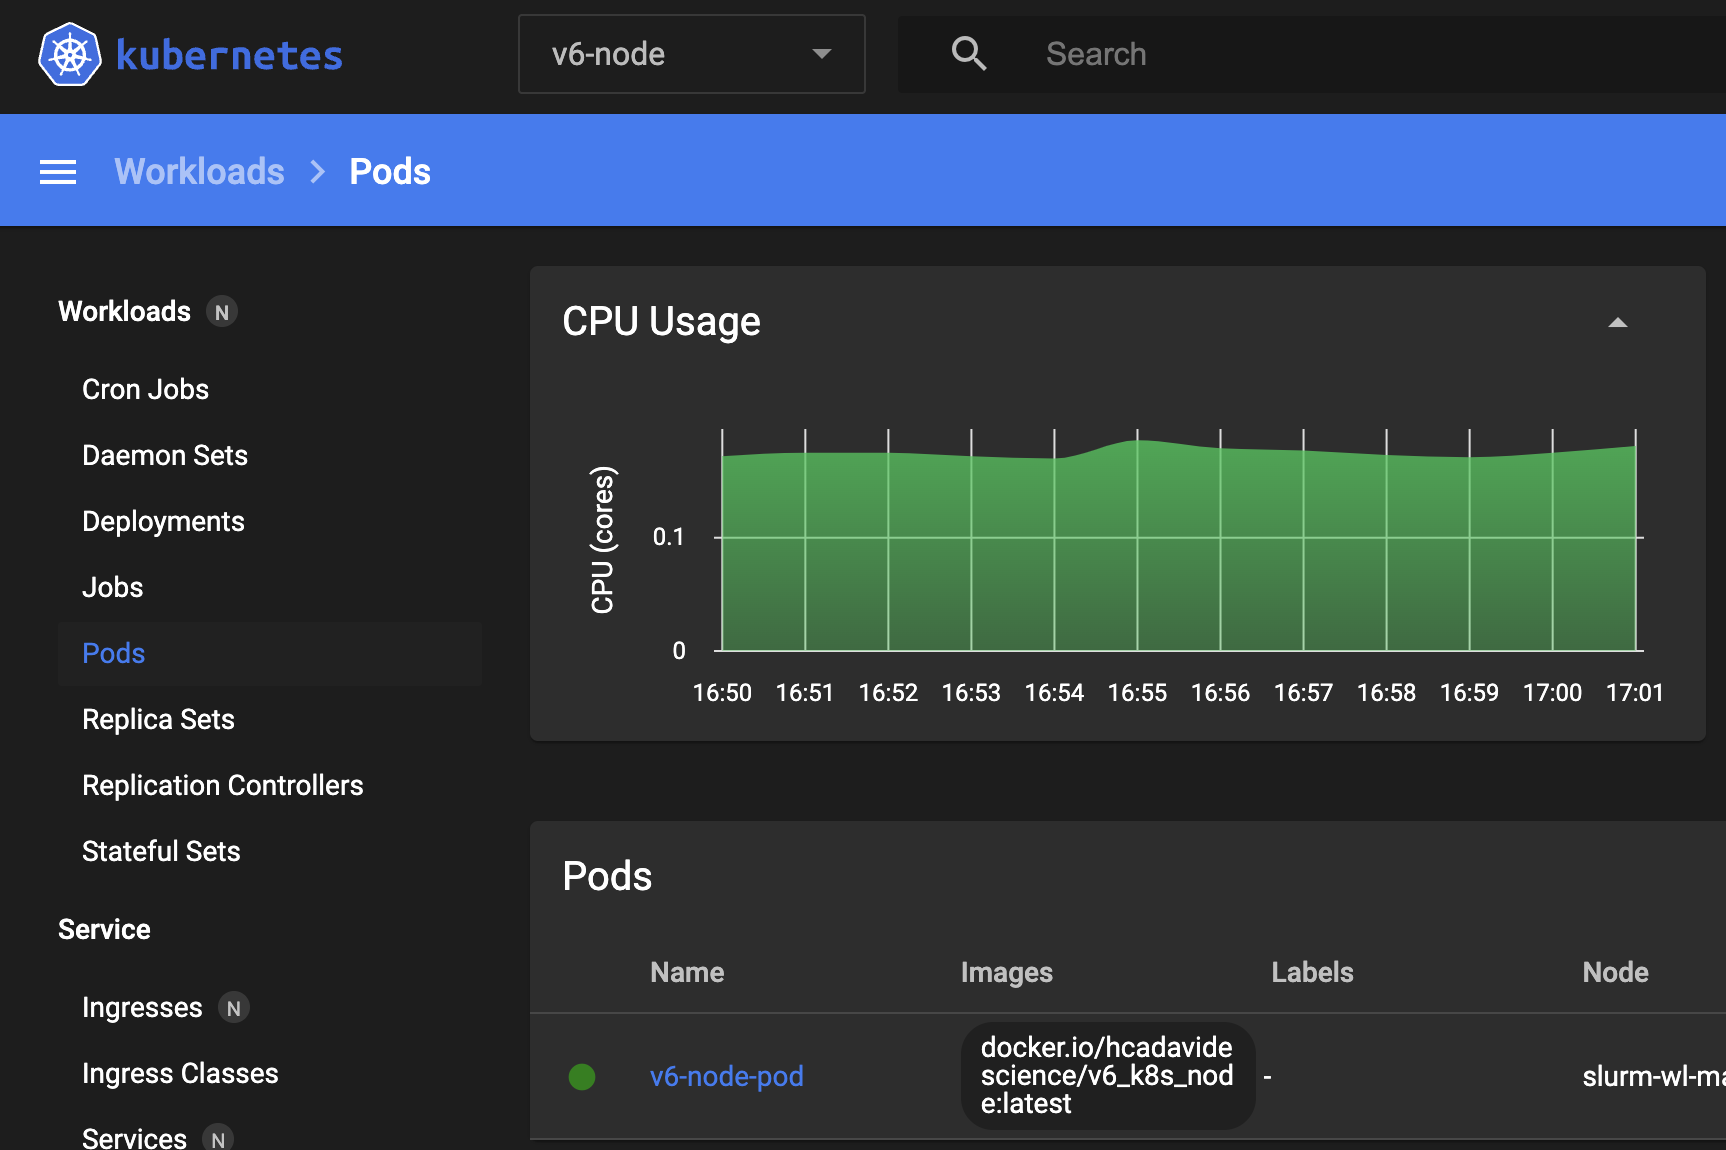 kubernetes
v6-node
Search
Workloads > Pods
Workloads N
Cron Jobs
Daemon Sets
Deployments
Jobs
Pods
Replica Sets
Replication Controllers
Stateful Sets
Service
Ingresses N
Ingress Classes
Services N
CPU Usage
CPU (cores)
0.1
0
16:50 16:51 16:52 16:53 16:54 16:55 16:56 16:57 16:58 16:59 17:00 17:01
Pods
Name Images Labels Node
v6-node-pod
docker.io/hcadavide
science/v6_k8s_nod
e:latest
-
slurm-wl-ma